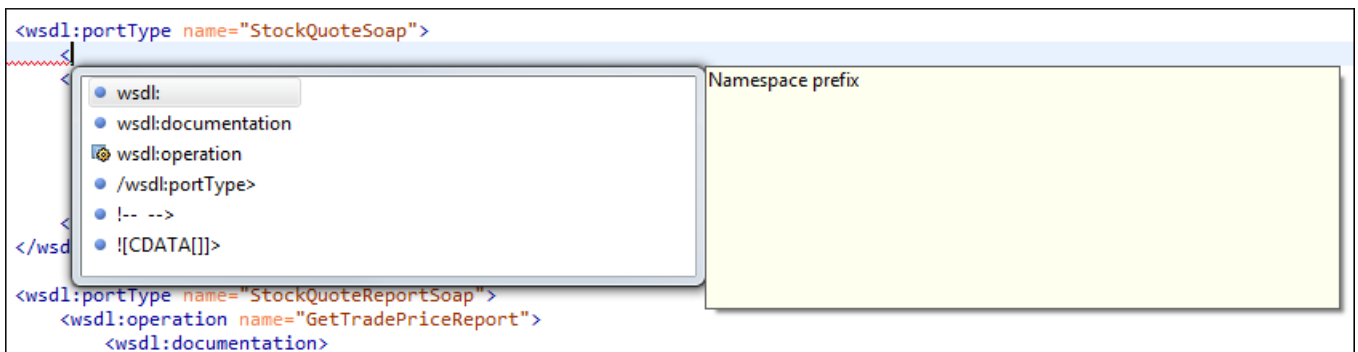 <wsdl:portType name="StockQuoteSoap">
<
<
wsdl:
Namespace prefix
wsdl:documentation
wsdl:operation
/wsdl:portType>
!-- -->
<
![CDATA[]]>
</wsd
<wsdl:portType name="StockQuoteReportSoap">
<wsdl:operation name="GetTradePriceReport">
<wsdl:documentation>